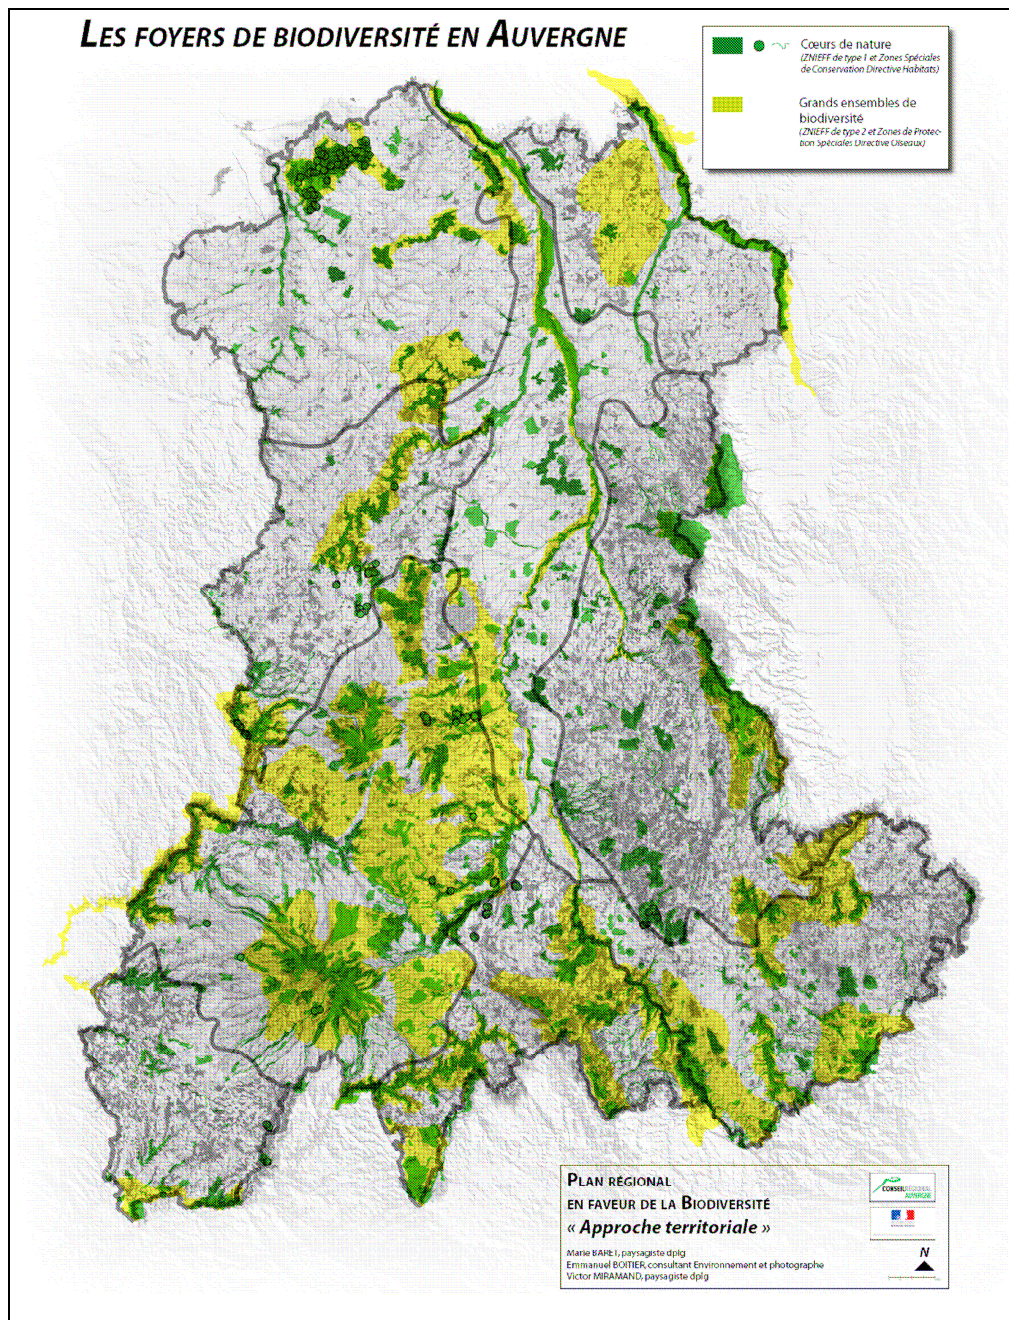 LES FOYERS DE BIODIVERSITÉ EN AUVERGNE
Cœurs de nature
(ZNIEFF de type 1 et Zones Spéciales
de Conservation Directive Habitats)
Grands ensembles de
biodiversité
(ZNIEFF de type 2 et Zones de Protec-
tion Spéciales Directive Oiseaux)
PLAN RÉGIONAL
EN FAVEUR DE LA BIODIVERSITÉ
« Approche territoriale »
Marie BARET, paysagiste dplg
Emmanuel BOITIER, consultant Environnement et photographe
Victor MIRAMAND, paysagiste dplg
CONSEIL RÉGIONAL
AUVERGNE
N